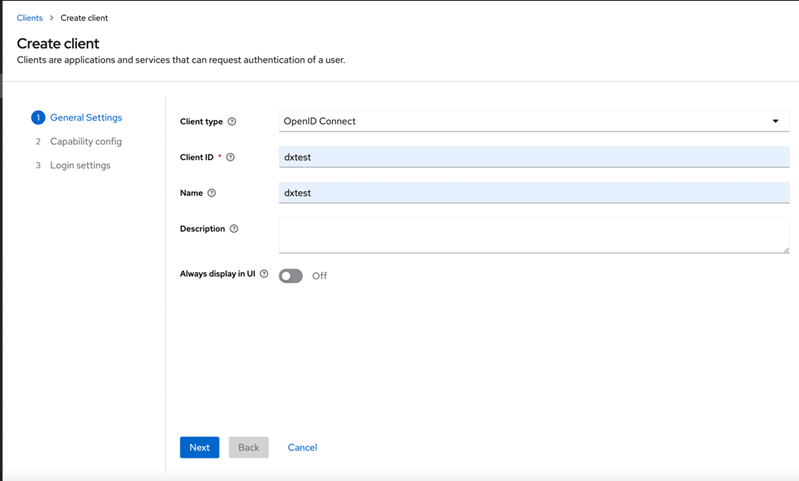 Clients > Create client
Create client
Clients are applications and services that can request authentication of a user.
1 General Settings
2 Capability config
3 Login settings
Client type
OpenID Connect
Client ID *
dxtest
Name
dxtest
Description
Always display in UI
Off
Next Back Cancel